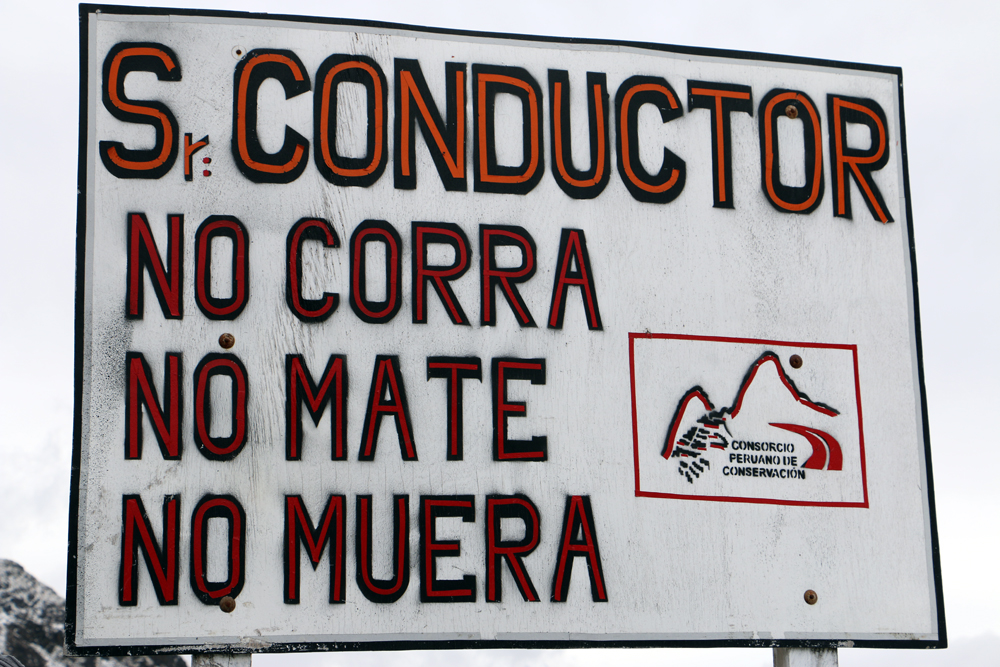 Sr. CONDUCTOR
NO CORRA
NO MATE
NO MUERA
CONSORCIO
PERUANO DE
CONSERVACIÓN